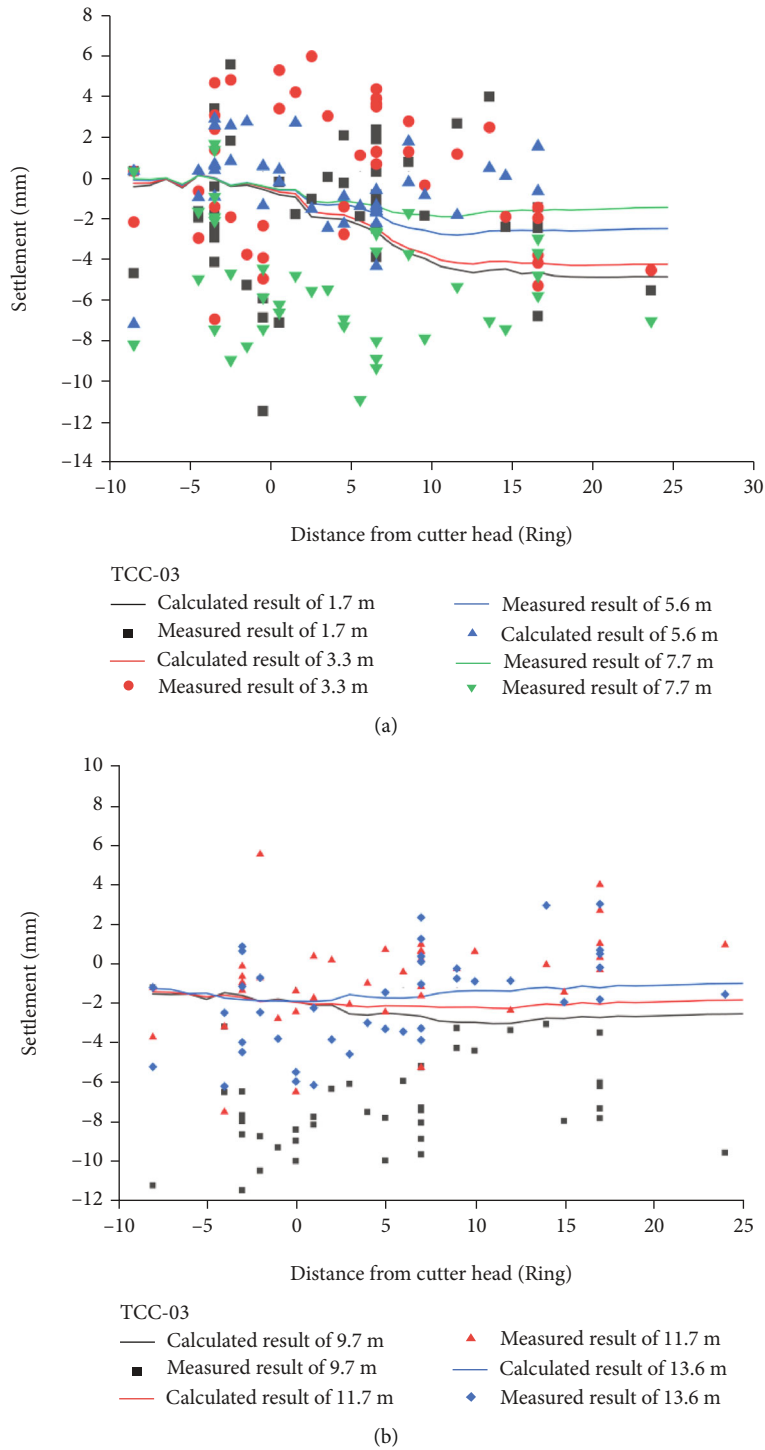 8
6
4
2
0
−2
−4
−6
−8
−10
−12
−14
−10 −5 0 5 10 15 20 25 30
Settlement (mm)
Distance from cutter head (Ring)
TCC-03
Calculated result of 1.7 m
Measured result of 1.7 m
Calculated result of 3.3 m
Measured result of 3.3 m
Measured result of 5.6 m
Calculated result of 5.6 m
Measured result of 7.7 m
Measured result of 7.7 m
(a)
10
8
6
4
2
0
−2
−4
−6
−8
−10
−12
−10 −5 0 5 10 15 20 25
Settlement (mm)
Distance from cutter head (Ring)
TCC-03
Calculated result of 9.7 m
Measured result of 9.7 m
Calculated result of 11.7 m
Measured result of 11.7 m
Calculated result of 13.6 m
Measured result of 13.6 m
(b)